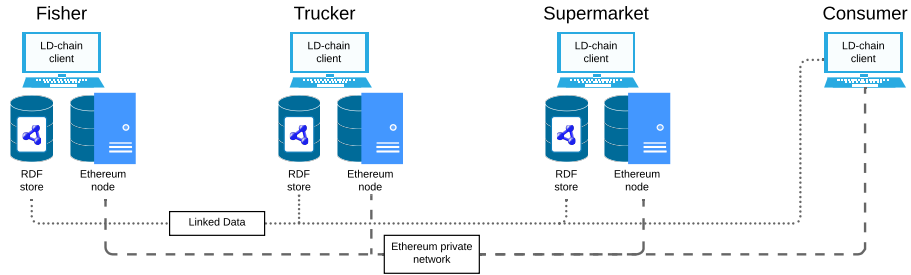 Fisher
Trucker
Supermarket
Consumer
LD-chain
client
LD-chain
client
LD-chain
client
LD-chain
client
RDF
store
Ethereum
node
RDF
store
Ethereum
node
RDF
store
Ethereum
node
Linked Data
Ethereum private
network